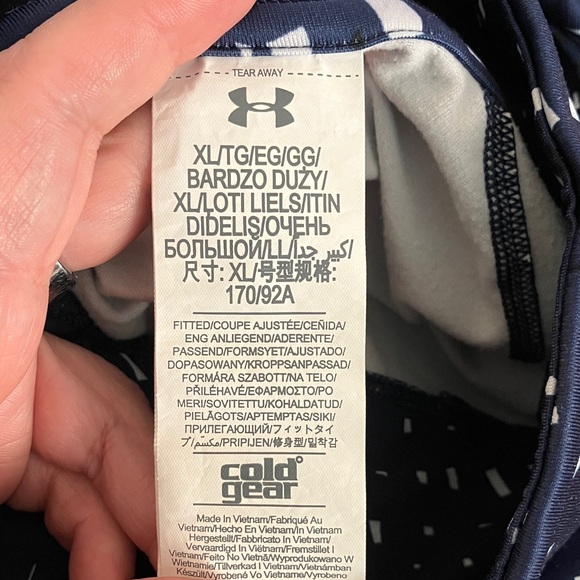 TEAR AWAY
XL/TG/EG/GG/
BARDZO DUŻY/
XL/ĻOTI LIELS/ITIN
DIDELIS/ОЧЕНЬ
БОЛЬШОЙ/LL/كبير جدا/
尺寸: XL/号型规格:
170/92A
FITTED/COUPE AJUSTÉE/CEÑIDA/
ENG ANLIEGEND/ADERENTE/
PASSEND/FORMSYET/AJUSTADO/
DOPASOWANY/KROPPSANPASSAD/
FORMÁRA SZABOTT/NA TELO/
PŘILÉHAVÉ/ΕΦΑΡΜΟΣΤΟ/PO
MERI/SOVITETTU/KOHALDATUD/
PIELĀGOTS/APTEMPTAS/SIKI/
ПРИЛЕГАЮЩИЙ/フィットタイ
プ/مكسّم/PRIPIJEN/修身型/밀착감
cold
gear
Made In Vietnam/Fabriqué Au
Vietnam/Hecho En Vietnam/In Vietnam
Hergestellt/Fabbricato In Vietnam/
Vervaardigd In Viëtnam/Fremstillet I
Vietnam/Feito No Vietnã/Wyprodukowano W
Wietnamie/Tillverkad I Vietnam/Vietnámban
Készült/Vyrobené Vo Vietname/Vyrobeno